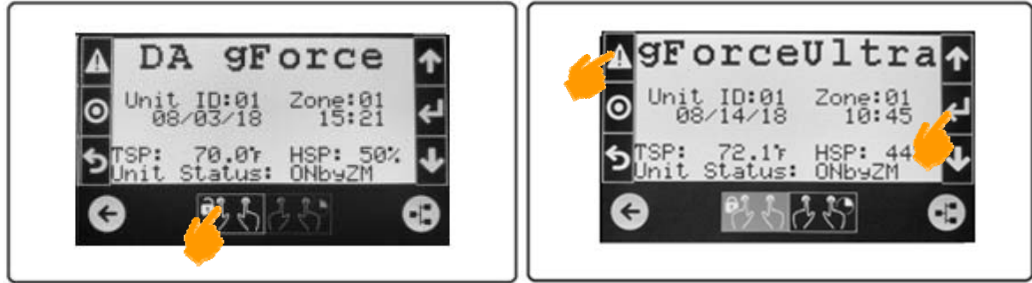 DA gForce
Unit ID:01 Zone:01
08/03/18 15:21
TSP: 70.0°F HSP: 50%
Unit Status: ONbyZM
gForceUltra
Unit ID:01 Zone:01
08/14/18 10:45
TSP: 72.1°F HSP: 44
Unit Status: ONbyZM